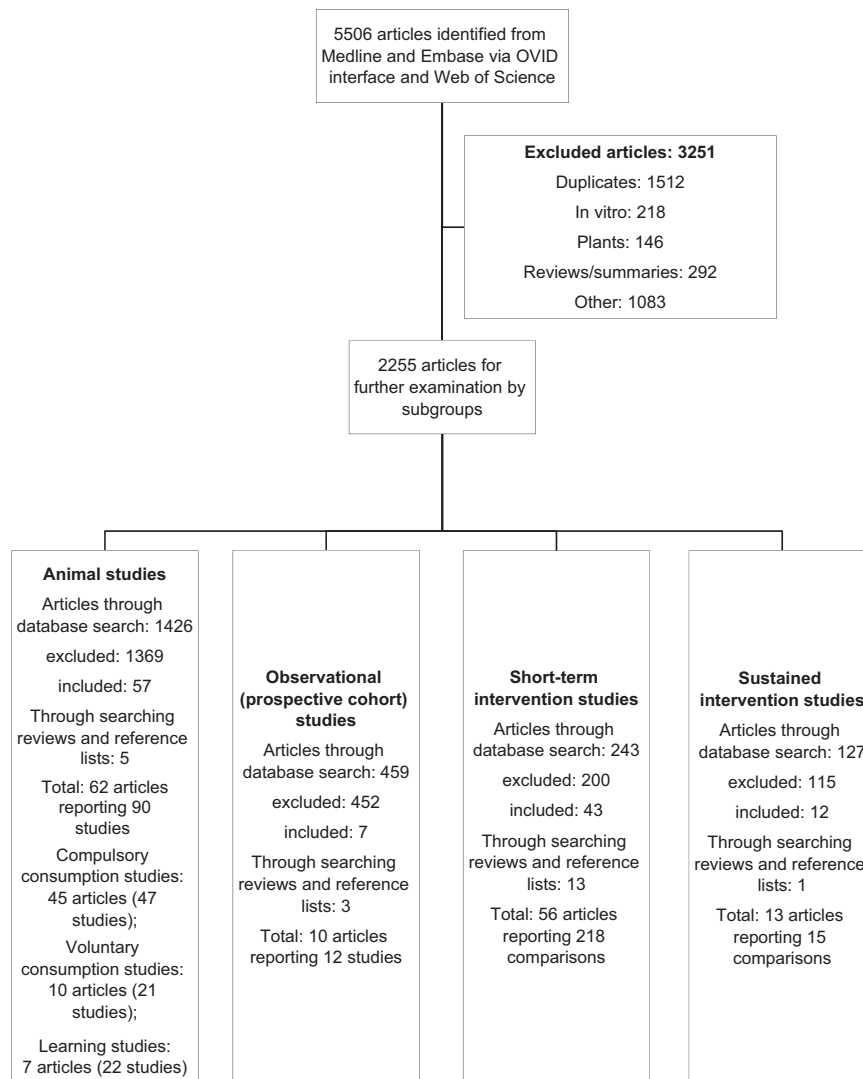 5506 articles identified from
Medline and Embase via OVID
interface and Web of Science
Excluded articles: 3251
Duplicates: 1512
In vitro: 218
Plants: 146
Reviews/summaries: 292
Other: 1083
2255 articles for
further examination by
subgroups
Animal studies
Articles through
database search: 1426
excluded: 1369
included: 57
Through searching
reviews and reference
lists: 5
Total: 62 articles
reporting 90
studies
Compulsory
consumption studies:
45 articles (47
studies);
Voluntary
consumption studies:
10 articles (21
studies);
Learning studies:
7 articles (22 studies)
Observational
(prospective cohort)
studies
Articles through
database search: 459
excluded: 452
included: 7
Through searching
reviews and reference
lists: 3
Total: 10 articles
reporting 12 studies
Short-term
intervention studies
Articles through
database search: 243
excluded: 200
included: 43
Through searching
reviews and reference
lists: 13
Total: 56 articles
reporting 218
comparisons
Sustained
intervention studies
Articles through
database search: 127
excluded: 115
included: 12
Through searching
reviews and reference
lists: 1
Total: 13 articles
reporting 15
comparisons